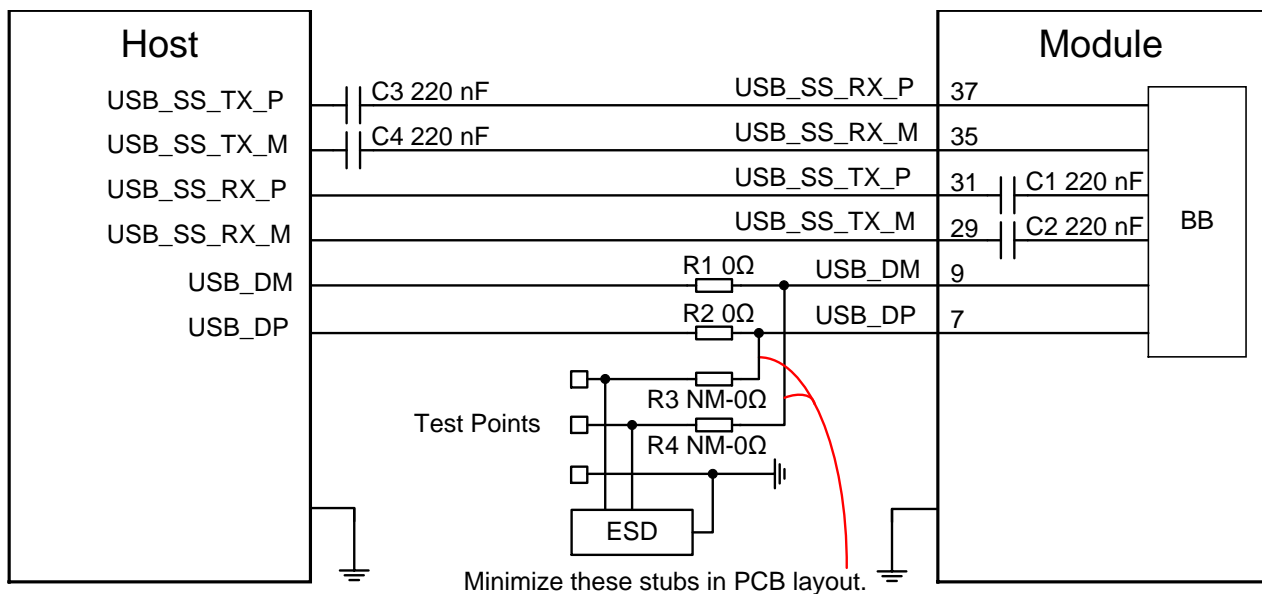 Host
Module
USB_SS_TX_P
C3 220 nF
USB_SS_RX_P
37
USB_SS_TX_M
C4 220 nF
USB_SS_RX_M
35
USB_SS_RX_P
USB_SS_TX_P
31
C1 220 nF
USB_SS_RX_M
USB_SS_TX_M
29
C2 220 nF
BB
USB_DM
R1 0Ω
USB_DM
9
USB_DP
R2 0Ω
USB_DP
7
R3 NM-0Ω
Test Points
R4 NM-0Ω
ESD
Minimize these stubs in PCB layout.